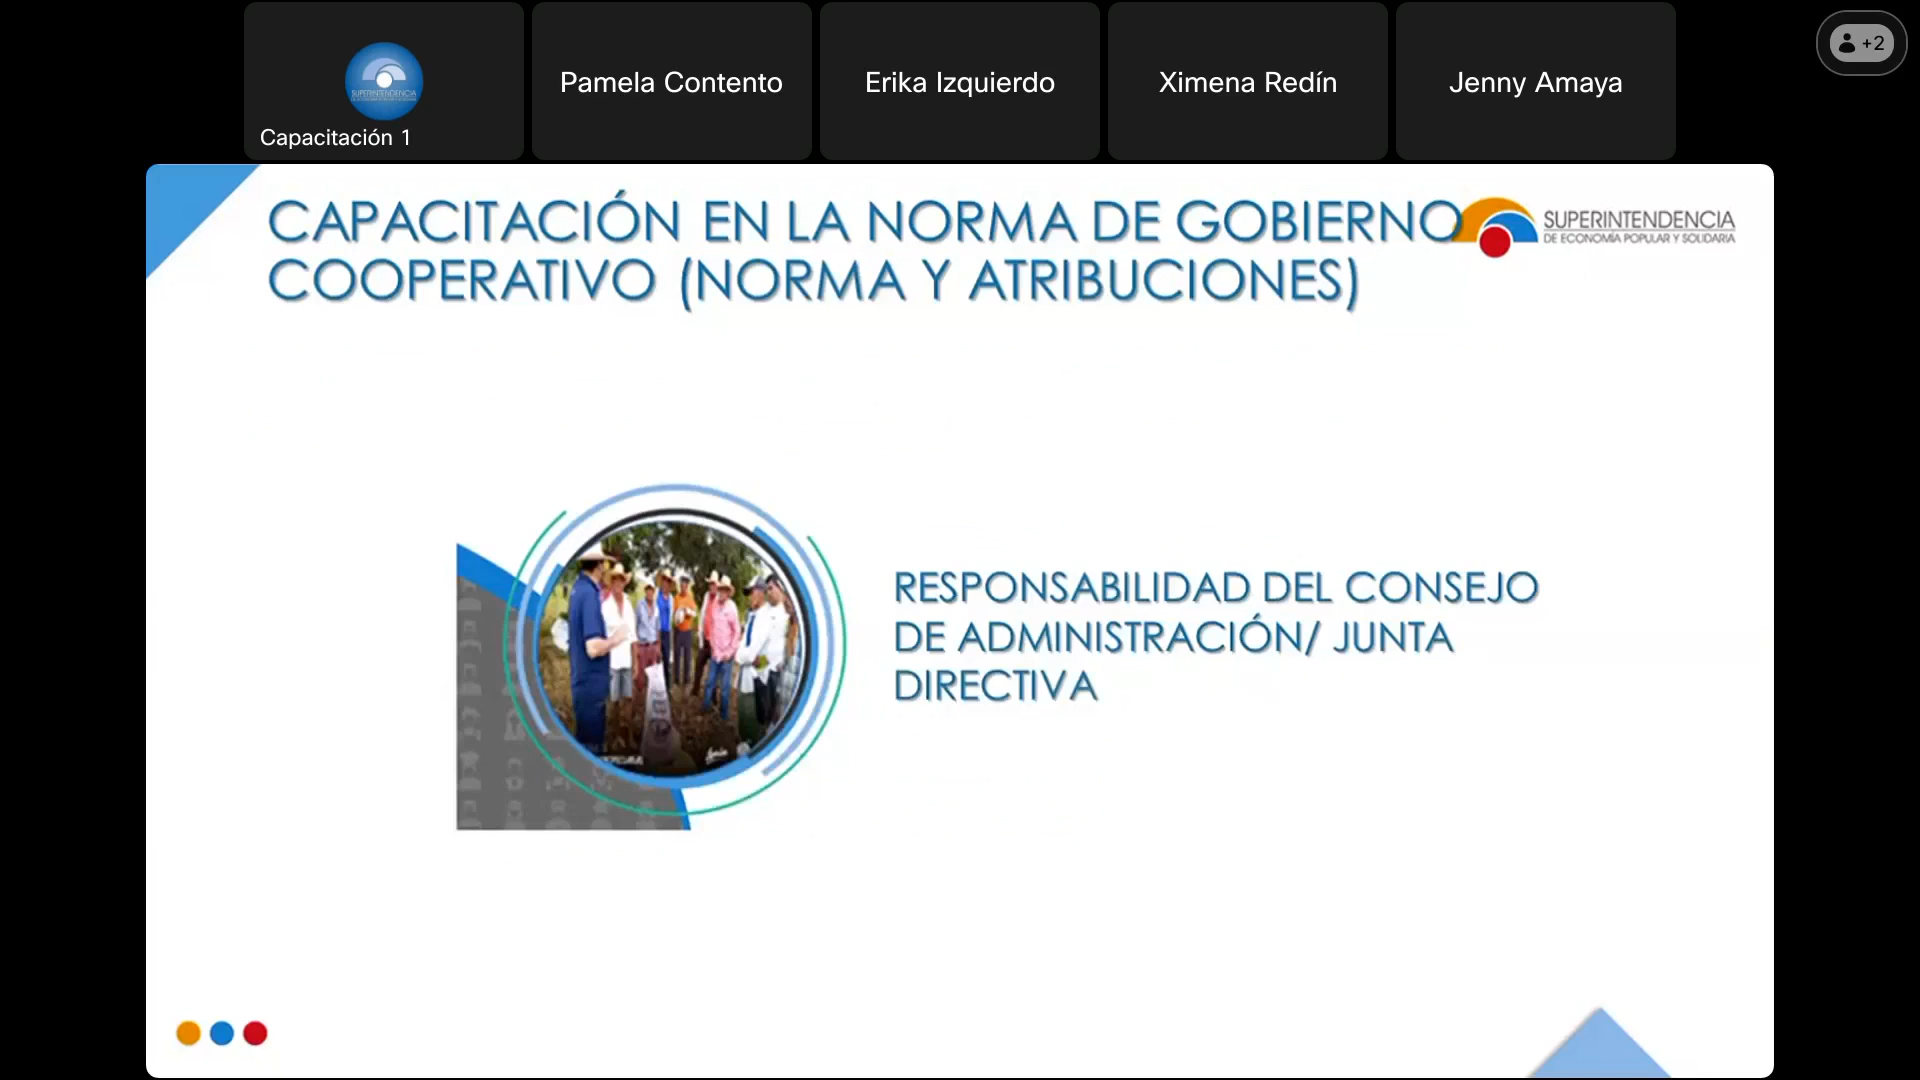 +2
Pamela Contento
Erika Izquierdo
Ximena Redín
Jenny Amaya
SUPERINTENDENCIA
Capacitación 1
CAPACITACIÓN EN LA NORMA DE GOBIERNO
COOPERATIVO (NORMA Y ATRIBUCIONES)
SUPERINTENDENCIA
DE ECONOMÍA POPULAR Y SOLIDARIA
RESPONSABILIDAD DEL CONSEJO
DE ADMINISTRACIÓN/ JUNTA
DIRECTIVA